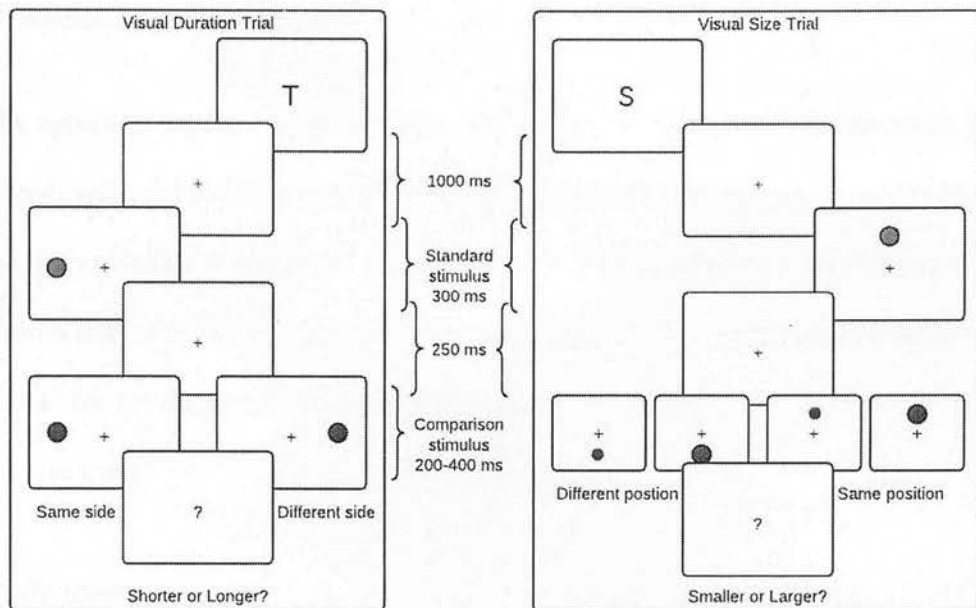 Visual Duration Trial
T
+
+
+
+
+
Same side
?
Different side
Shorter or Longer?
1000 ms
Standard
stimulus
300 ms
250 ms
Comparison
stimulus
200-400 ms
Visual Size Trial
S
+
+
+
+
+
+
+
Different postion
Same position
?
Smaller or Larger?